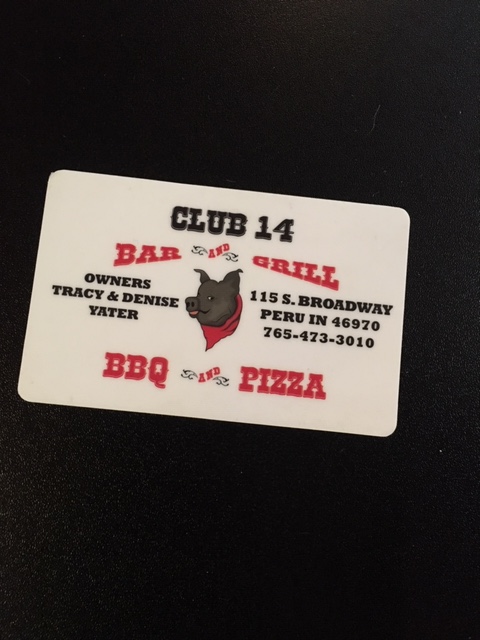 CLUB 14
BAR AND GRILL
OWNERS
TRACY & DENISE
YATER
115 S. BROADWAY
PERU IN 46970
765-473-3010
BBQ AND PIZZA